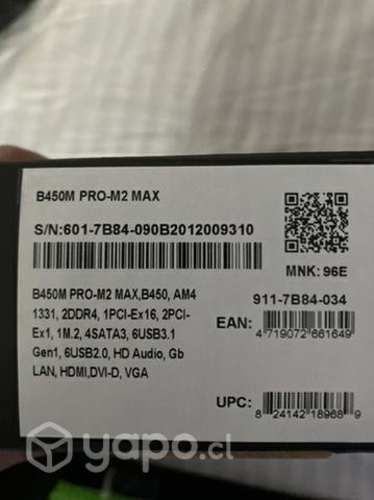 B450M PRO-M2 MAX
S/N:601-7B84-090B2012009310
MNK: 96E
B450M PRO-M2 MAX,B450, AM4
1331, 2DDR4, 1PCI-Ex16, 2PCI-
Ex1, 1M.2, 4SATA3, 6USB3.1
Gen1, 6USB2.0, HD Audio, Gb
LAN, HDMI,DVI-D, VGA
911-7B84-034
EAN:
4 719072 661649
UPC:
8 24142 18968 9
yapo.cl